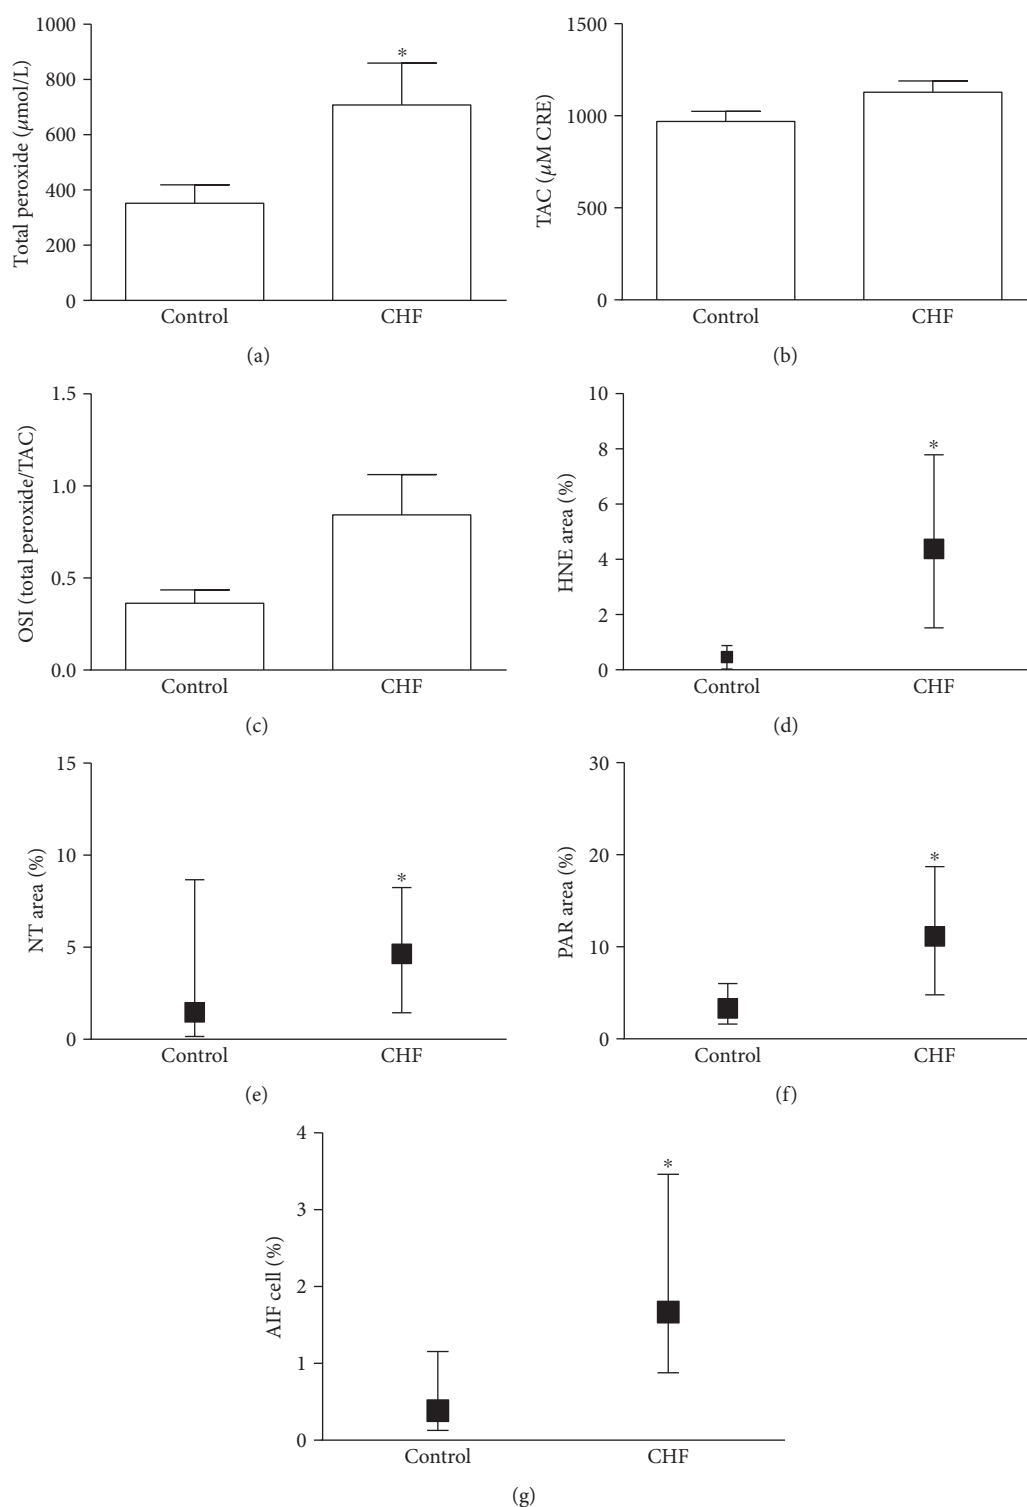 1000
800
600
400
200
0
Total peroxide (μmol/L)
*
Control CHF
(a)
1500
1000
500
0
TAC (μM CRE)
Control CHF
(b)
1.5
1.0
0.5
0.0
OSI (total peroxide/TAC)
Control CHF
(c)
10
8
6
4
2
0
HNE area (%)
*
Control CHF
(d)
15
10
5
0
NT area (%)
*
Control CHF
(e)
30
20
10
0
PAR area (%)
*
Control CHF
(f)
4
3
2
1
0
AIF cell (%)
*
Control CHF
(g)